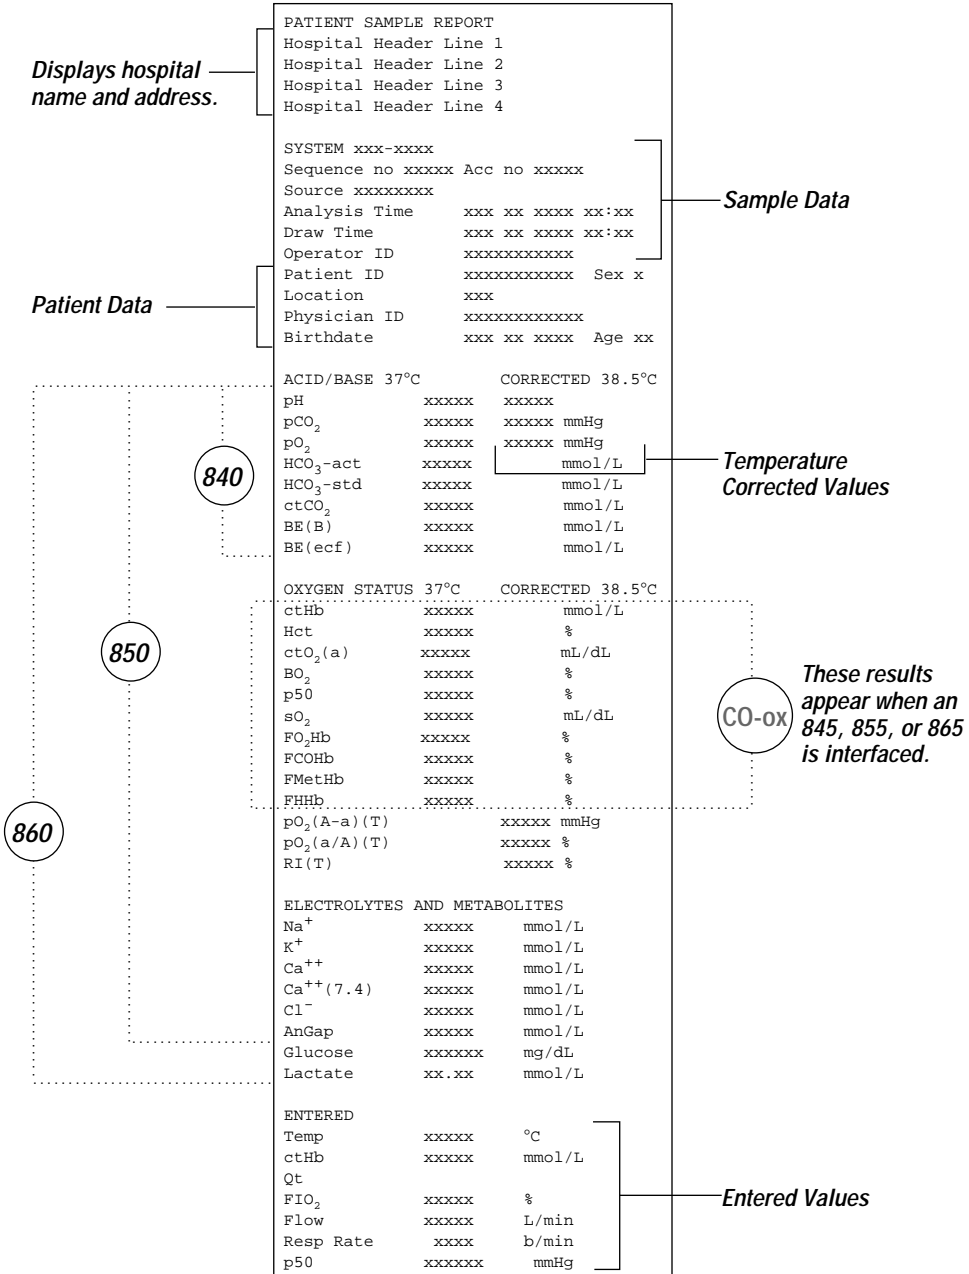 PATIENT SAMPLE REPORT
Hospital Header Line 1
Hospital Header Line 2
Hospital Header Line 3
Hospital Header Line 4
Displays hospital
name and address.
SYSTEM xxx-xxxx
Sequence no xxxxx Acc no xxxxx
Source xxxxxxxx
Analysis Time xxx xx xxxx xx:xx
Draw Time xxx xx xxxx xx:xx
Operator ID xxxxxxxxxxx
Sample Data
Patient ID xxxxxxxxxxx Sex x
Location xxx
Physician ID xxxxxxxxxxxx
Birthdate xxx xx xxxx Age xx
Patient Data
ACID/BASE 37°C CORRECTED 38.5°C
pH xxxxx xxxxx
pCO₂ xxxxx xxxxx mmHg
pO₂ xxxxx xxxxx mmHg
HCO₃-act xxxxx mmol/L
HCO₃-std xxxxx mmol/L
ctCO₂ xxxxx mmol/L
BE(B) xxxxx mmol/L
BE(ecf) xxxxx mmol/L
840
Temperature
Corrected Values
OXYGEN STATUS 37°C CORRECTED 38.5°C
ctHb xxxxx mmol/L
Hct xxxxx %
ctO₂(a) xxxxx mL/dL
BO₂ xxxxx %
p50 xxxxx %
sO₂ xxxxx mL/dL
FO₂Hb xxxxx %
FCOHb xxxxx %
FMetHb xxxxx %
FHHb xxxxx %
850
CO-ox
These results
appear when an
845, 855, or 865
is interfaced.
pO₂(A-a)(T) xxxxx mmHg
pO₂(a/A)(T) xxxxx %
RI(T) xxxxx %
860
ELECTROLYTES AND METABOLITES
Na⁺ xxxxx mmol/L
K⁺ xxxxx mmol/L
Ca⁺⁺ xxxxx mmol/L
Ca⁺⁺(7.4) xxxxx mmol/L
Cl⁻ xxxxx mmol/L
AnGap xxxxx mmol/L
Glucose xxxxxx mg/dL
Lactate xx.xx mmol/L
ENTERED
Temp xxxxx °C
ctHb xxxxx mmol/L
Qt
FIO₂ xxxxx %
Flow xxxxx L/min
Resp Rate xxxx b/min
p50 xxxxxx mmHg
Entered Values